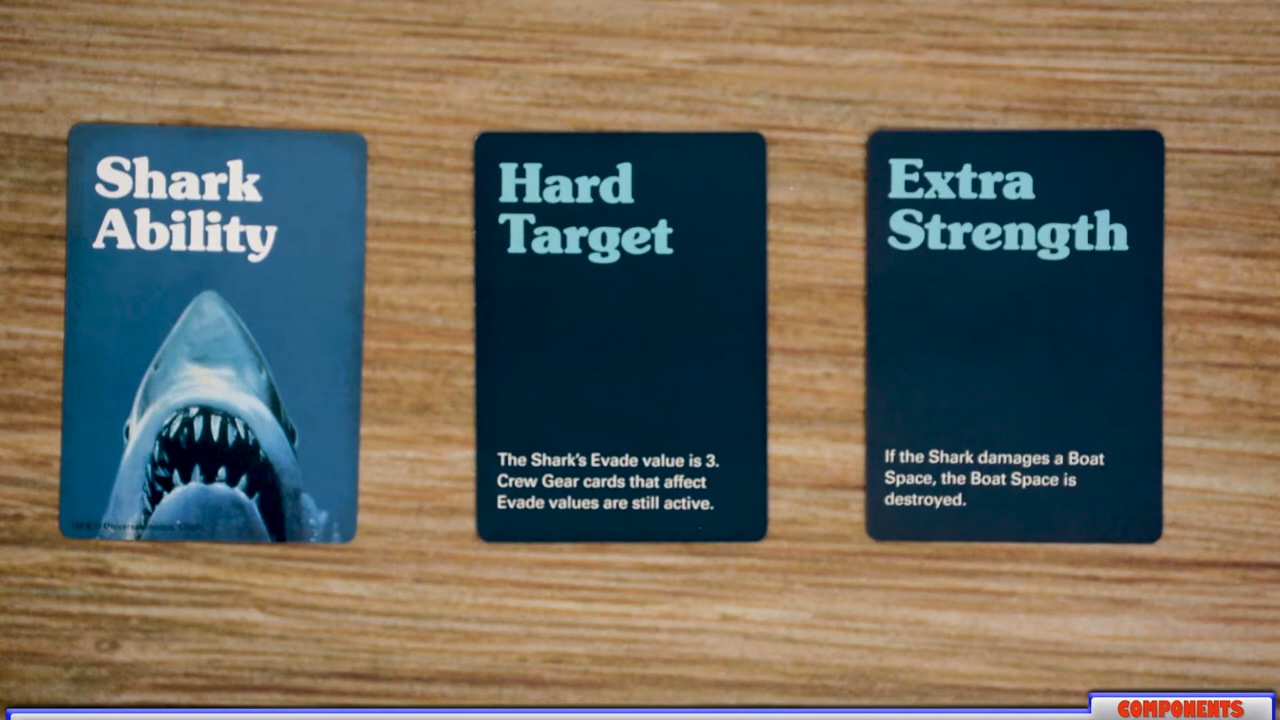 Shark
Ability
Hard
Target
The Shark's Evade value is 3.
Crew Gear cards that affect
Evade values are still active.
Extra
Strength
If the Shark damages a Boat
Space, the Boat Space is
destroyed.
COMPONENTS